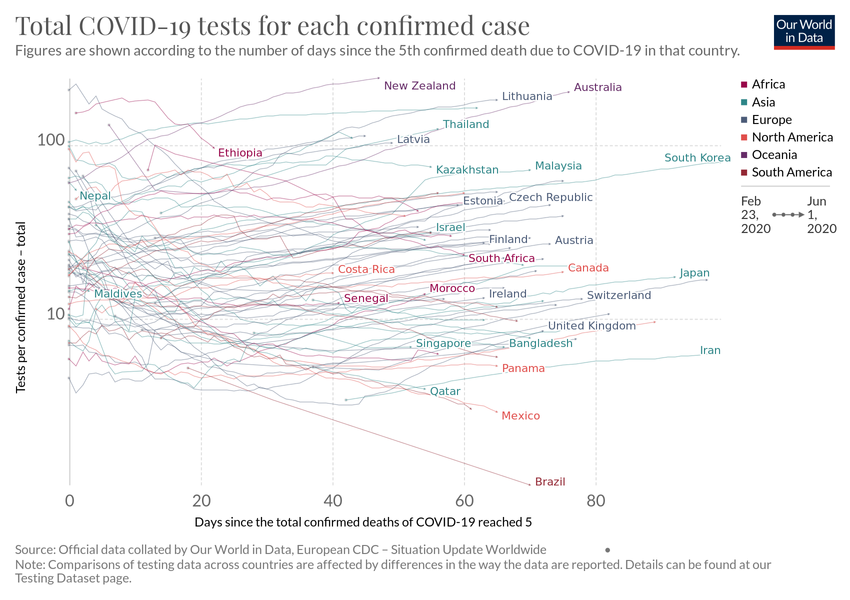 Total COVID-19 tests for each confirmed case
Figures are shown according to the number of days since the 5th confirmed death due to COVID-19 in that country.
Our World
in Data
New Zealand
Lithuania
Australia
Thailand
100
Latvia
Ethiopia
South Korea
Kazakhstan
Malaysia
Nepal
Estonia
Czech Republic
Israel
Finland
Austria
South Africa
Costa Rica
Canada
Japan
Maldives
Senegal
Morocco
Ireland
Switzerland
10
United Kingdom
Singapore
Bangladesh
Iran
Panama
Qatar
Mexico
Brazil
Tests per confirmed case – total
0
20
40
60
80
Days since the total confirmed deaths of COVID-19 reached 5
Africa
Asia
Europe
North America
Oceania
South America
Feb
23,
2020
Jun
1,
2020
Source: Official data collated by Our World in Data, European CDC – Situation Update Worldwide
Note: Comparisons of testing data across countries are affected by differences in the way the data are reported. Details can be found at our
Testing Dataset page.